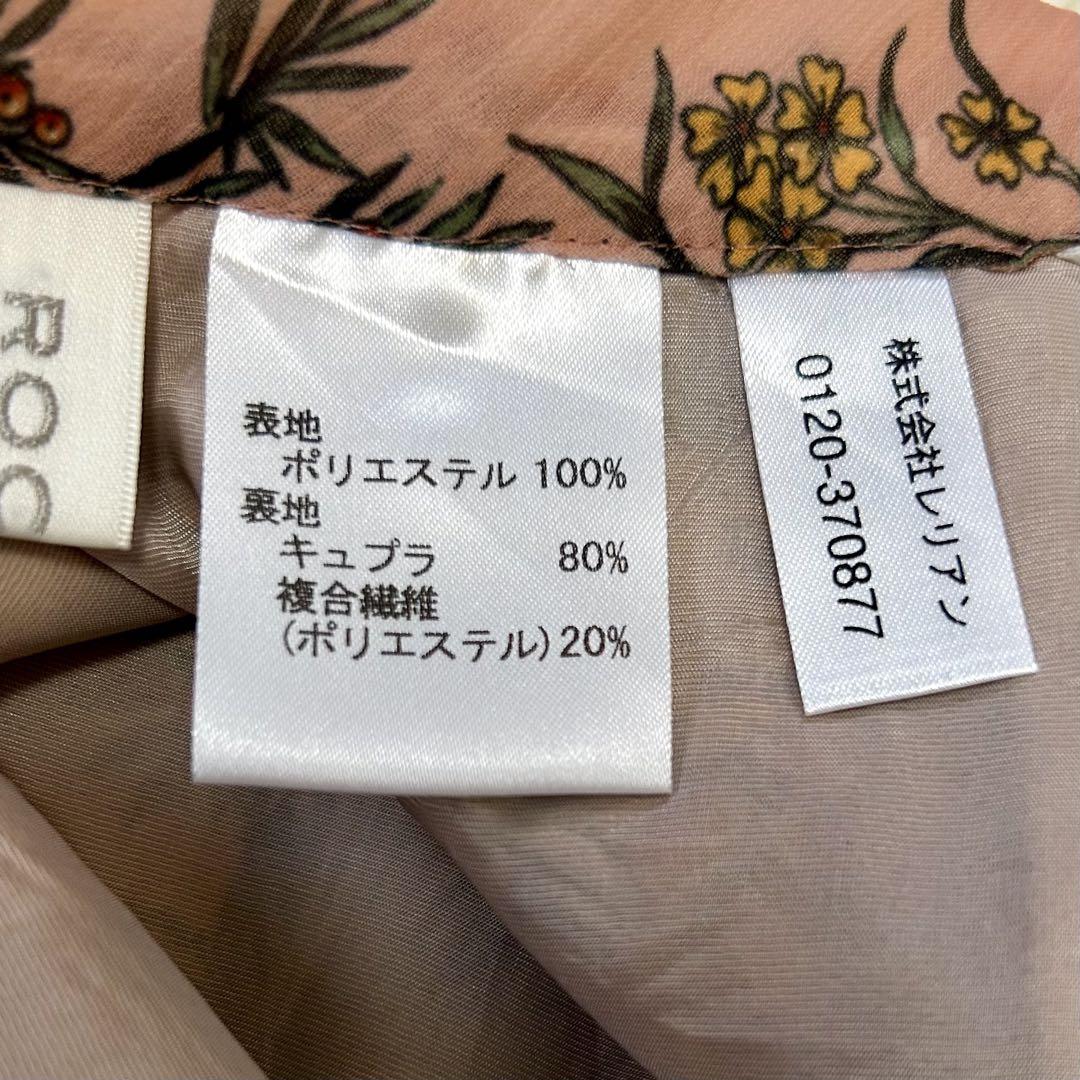 ROC
表地
ポリエステル 100%
裏地
キュプラ 80%
複合繊維
(ポリエステル) 20%
株式会社レリアン
0120-370877